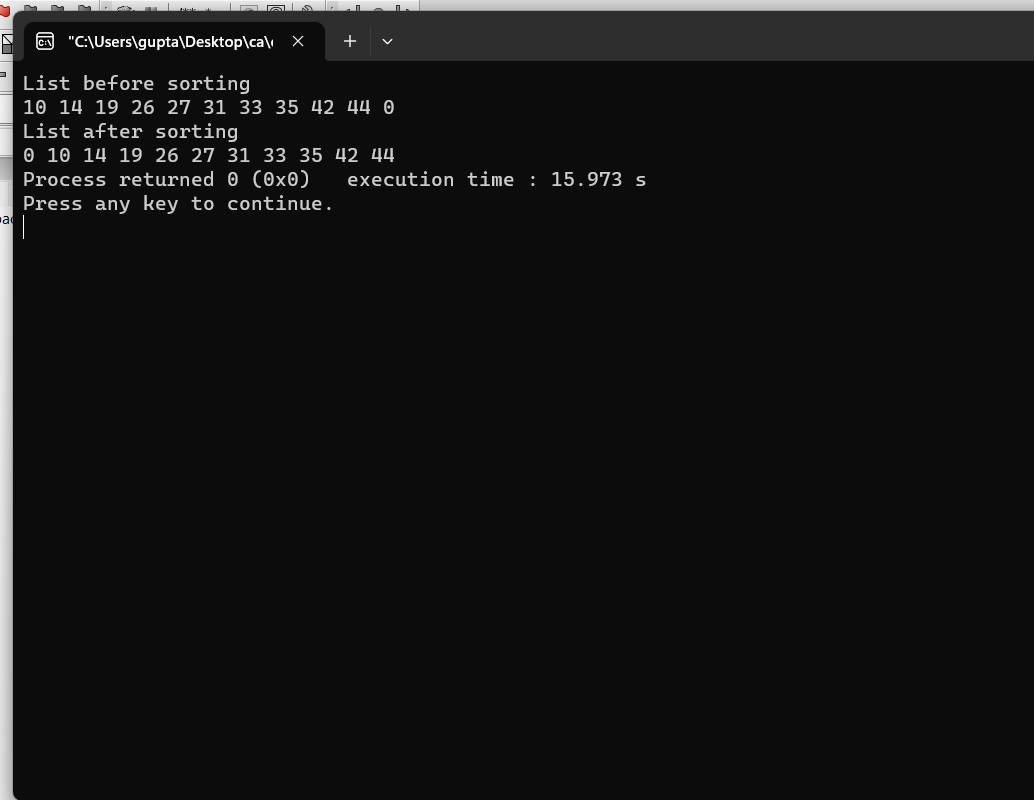 "C:\Users\gupta\Desktop\ca\
List before sorting
10 14 19 26 27 31 33 35 42 44 0
List after sorting
0 10 14 19 26 27 31 33 35 42 44
Process returned 0 (0x0)   execution time : 15.973 s
Press any key to continue.